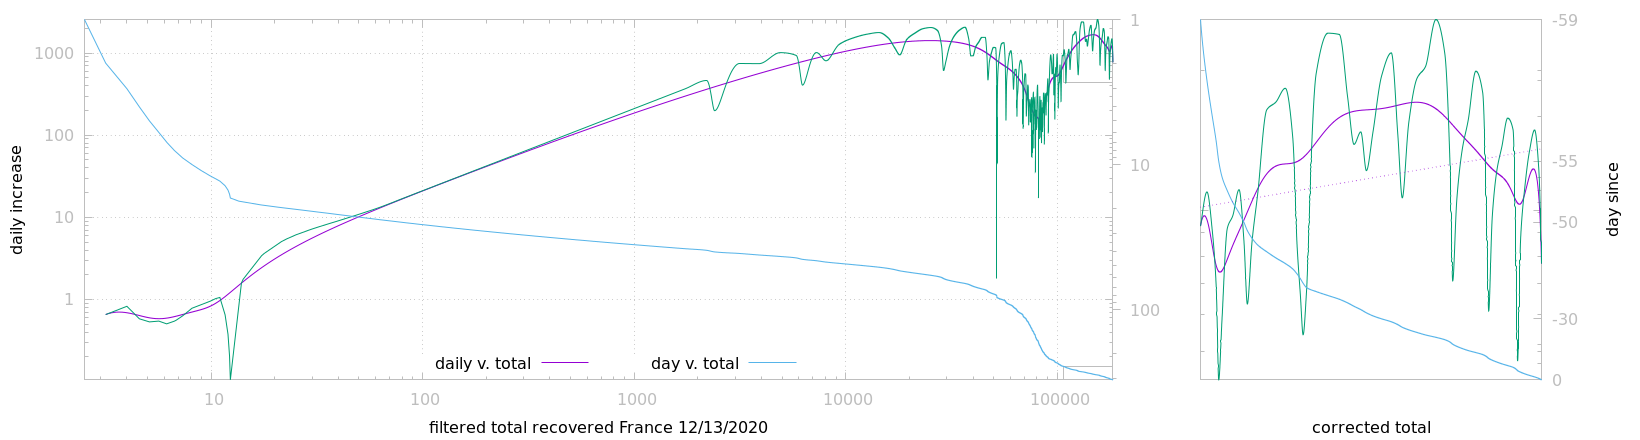 1000
100
10
1
daily increase
10
100
1000
10000
100000
filtered total recovered France 12/13/2020
daily v. total
day v. total
1
10
100
-59
-55
-50
-30
0
day since
corrected total